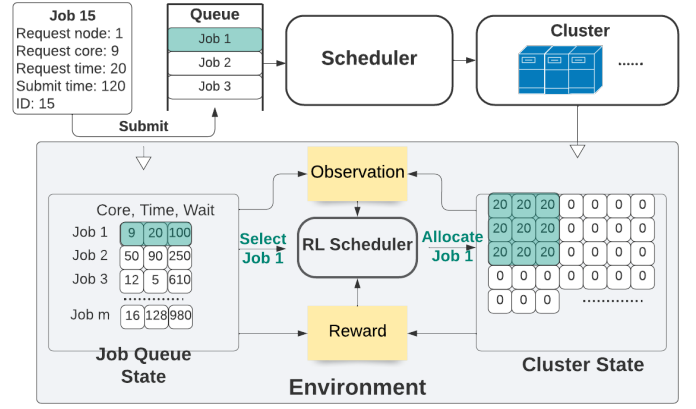 Job 15
Request node: 1
Request core: 9
Request time: 20
Submit time: 120
ID: 15
Submit
Queue
Job 1
Job 2
Job 3
Scheduler
Cluster
......
Observation
Core, Time, Wait
Job 1 9 20 100
Job 2 50 90 250
Job 3 12 5 610
Job m 16 128 980
Job Queue
State
Select
Job 1
RL Scheduler
Allocate
Job 1
Reward
20 20 20 0 0 0 0
20 20 20 0 0 0 0
20 20 20 0 0 0 0
0 0 0 0 0 0 0
0 0 0
Cluster State
Environment